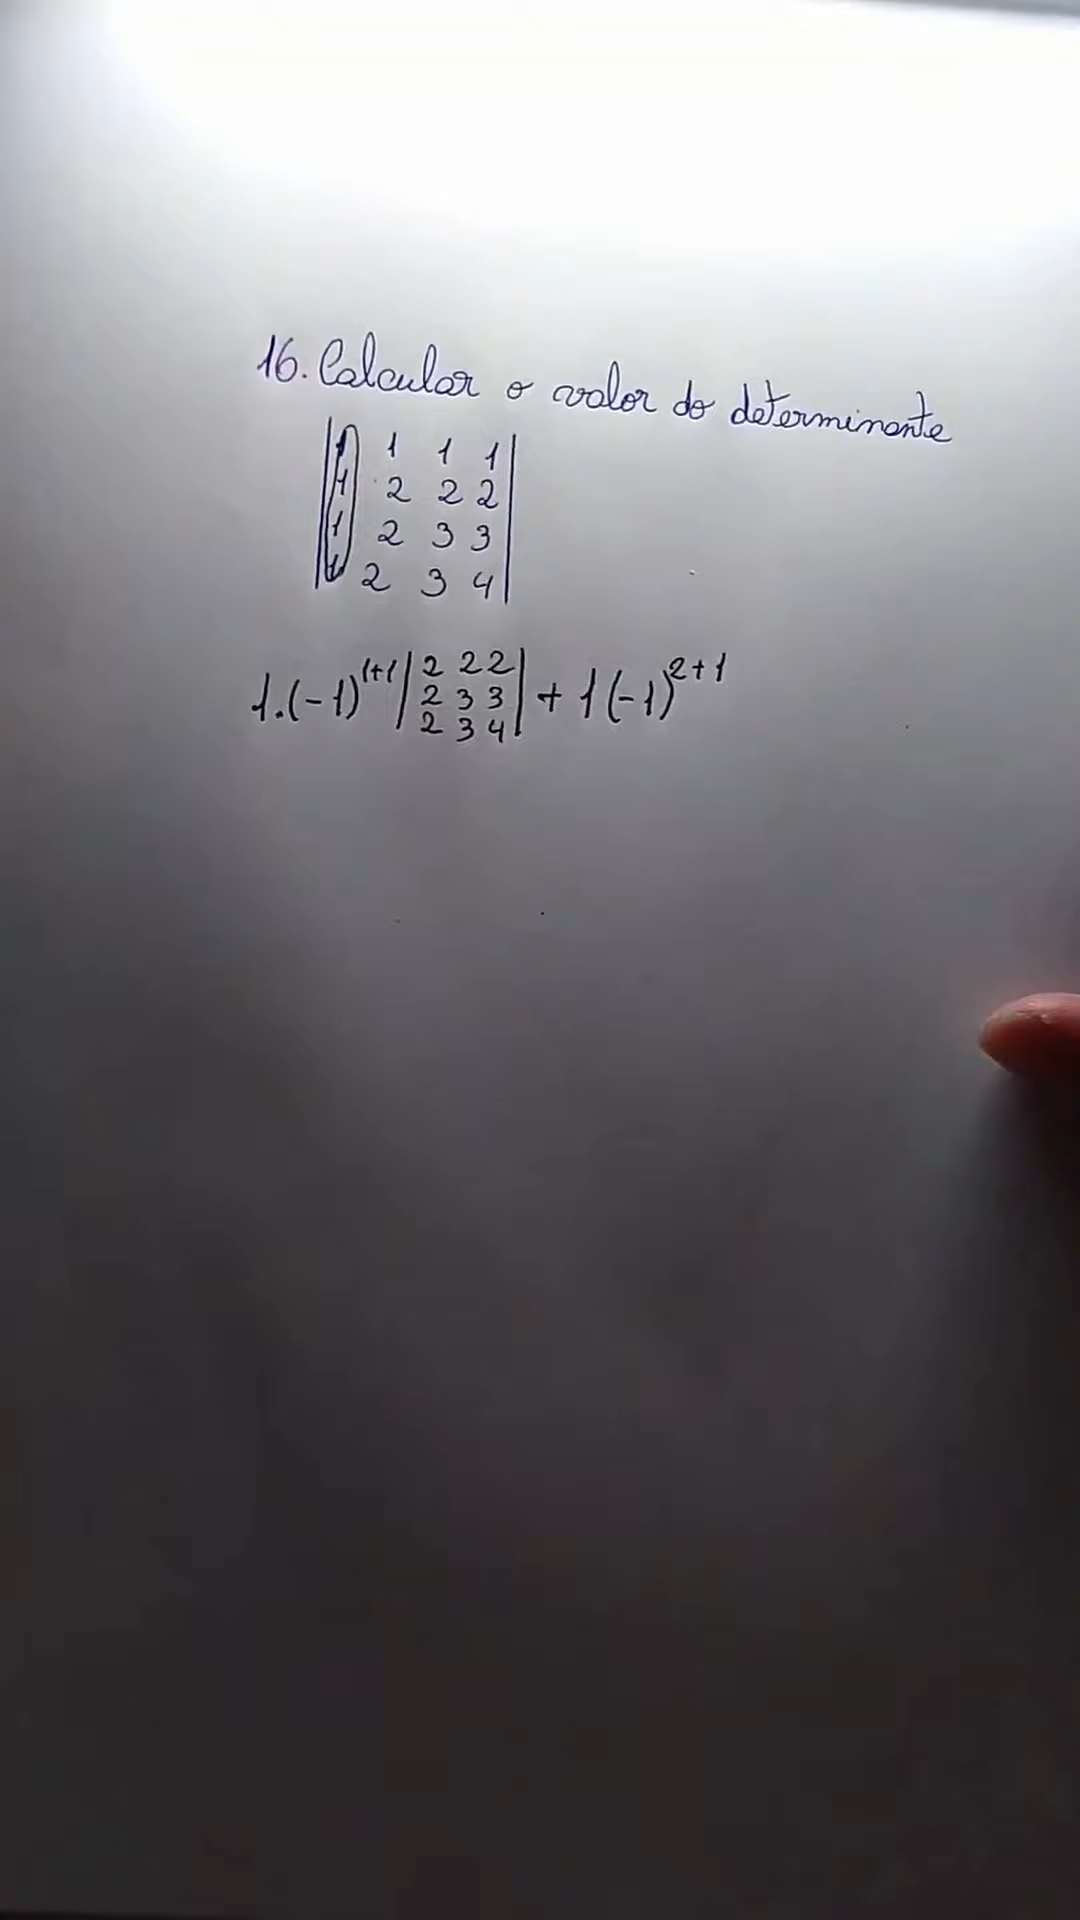 16. Calcular o valor do determinante
| 1 1 1 1 |
| 1 2 2 2 |
| 1 2 3 3 |
| 1 2 3 4 |
1.(-1)^1+1 | 2 2 2 | + 1(-1)^2+1
| 2 3 3 |
| 2 3 4 |